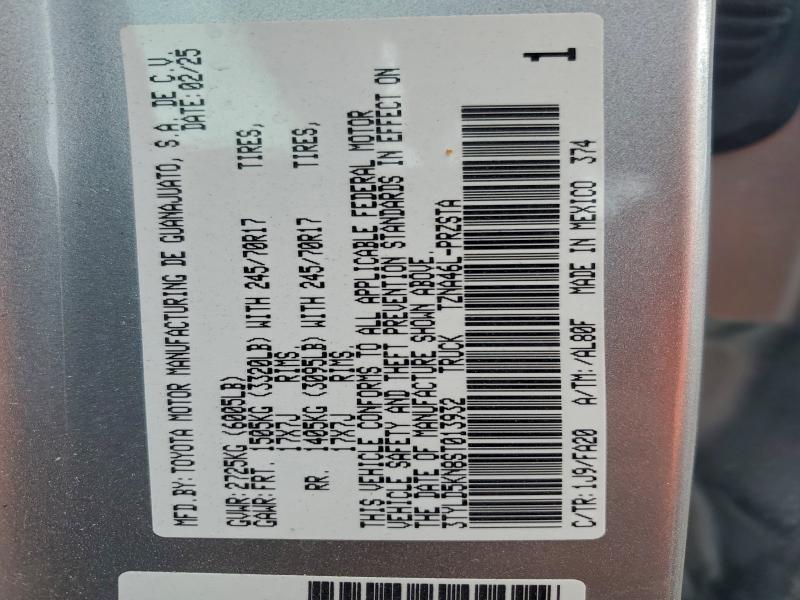 MFD.BY: TOYOTA MOTOR MANUFACTURING DE GUANAJUATO, S.A. DE C.V.
DATE: 02/25
GVWR: 2725KG (6005LB)
GAWR: FRT. 1505KG (3320LB) WITH 245/70R17 TIRES,
17X7J RIMS,
RR. 1405KG (3095LB) WITH 245/70R17 TIRES,
17X7J RIMS,
THIS VEHICLE CONFORMS TO ALL APPLICABLE FEDERAL MOTOR
VEHICLE SAFETY AND THEFT PREVENTION STANDARDS IN EFFECT ON
THE DATE OF MANUFACTURE SHOWN ABOVE.
3TYLD5KN8ST013932 TRUCK TZNA46L-PRZSTA
C/TR: 1J9/FA20 A/TM: /AL80F MADE IN MEXICO 374
1